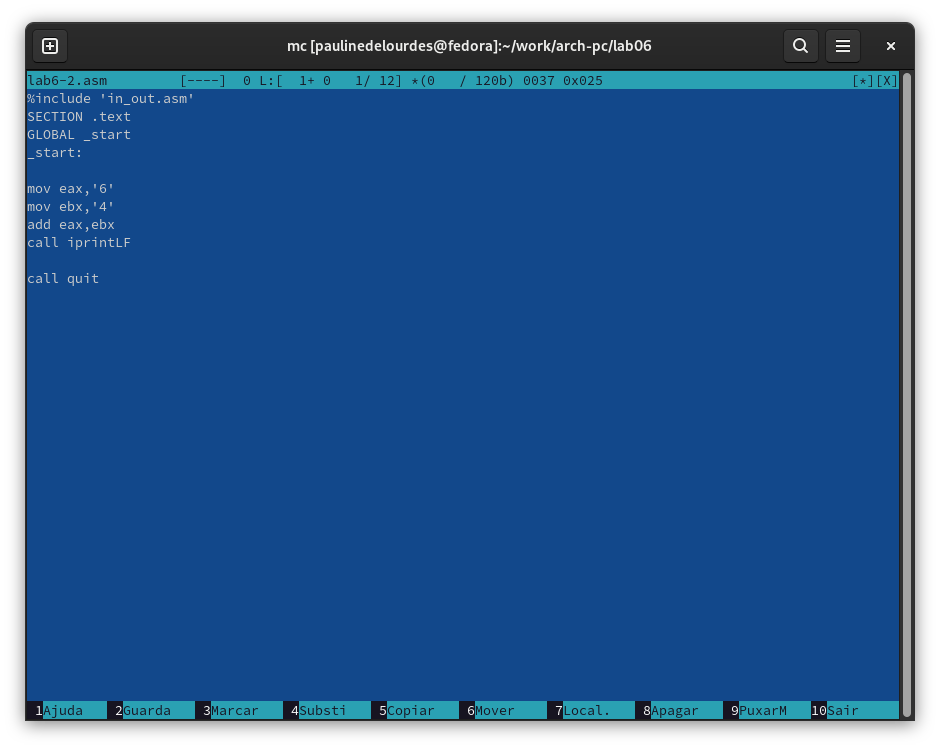 mc [paulinedelourdes@fedora]:~/work/arch-pc/lab06
lab6-2.asm [----] 0 L:[ 1+ 0 1/ 12] *(0 / 120b) 0037 0x025 [*][X]
%include 'in_out.asm'
SECTION .text
GLOBAL _start
_start:
mov eax,'6'
mov ebx,'4'
add eax,ebx
call iprintLF
call quit
1Ajuda 2Guarda 3Marcar 4Substi 5Copiar 6Mover 7Local. 8Apagar 9PuxarM 10Sair